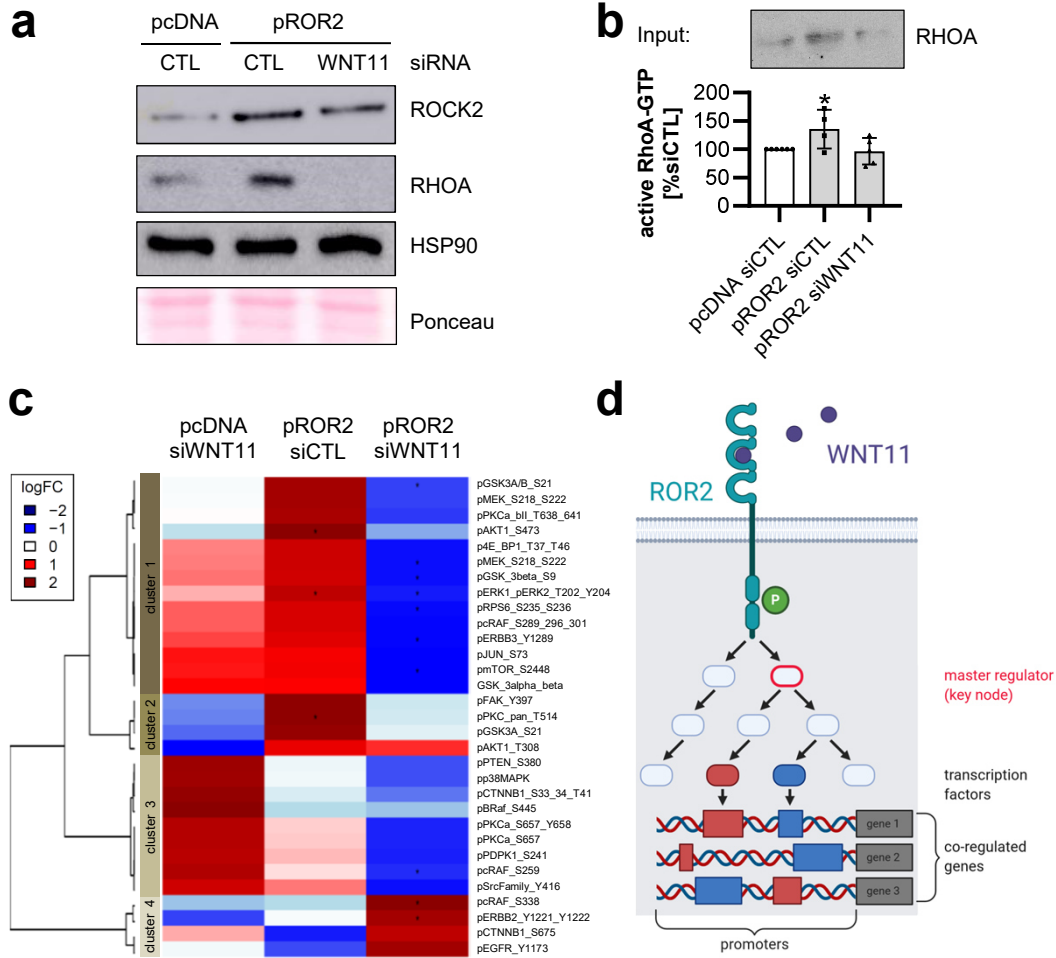 a
pcDNA pROR2
CTL CTL WNT11 siRNA
ROCK2
RHOA
HSP90
Ponceau
b
Input: RHOA
active RhoA-GTP
[%siCTL]
200
150
100
50
0
*
pcDNA siCTL
pROR2 siCTL
pROR2 siWNT11
c
pcDNA
siWNT11
pROR2
siCTL
pROR2
siWNT11
logFC
−2
−1
0
1
2
cluster 1
cluster 2
cluster 3
cluster 4
pGSK3A/B_S21
pMEK_S218_S222
pPKCa_bII_T638_641
pAKT1_S473
p4E_BP1_T37_T46
pMEK_S218_S222
pGSK_3beta_S9
pERK1_pERK2_T202_Y204
pRPS6_S235_S236
pcRAF_S289_296_301
pERBB3_Y1289
pJUN_S73
pmTOR_S2448
GSK_3alpha_beta
pFAK_Y397
pPKC_pan_T514
pGSK3A_S21
pAKT1_T308
pPTEN_S380
pp38MAPK
pCTNNB1_S33_34_T41
pBRaf_S445
pPKCa_S657_Y658
pPKCa_S657
pPDPK1_S241
pcRAF_S259
pSrcFamily_Y416
pcRAF_S338
pERBB2_Y1221_Y1222
pCTNNB1_S675
pEGFR_Y1173
d
WNT11
ROR2
P
master regulator
(key node)
transcription
factors
gene 1
gene 2
gene 3
co-regulated
genes
promoters